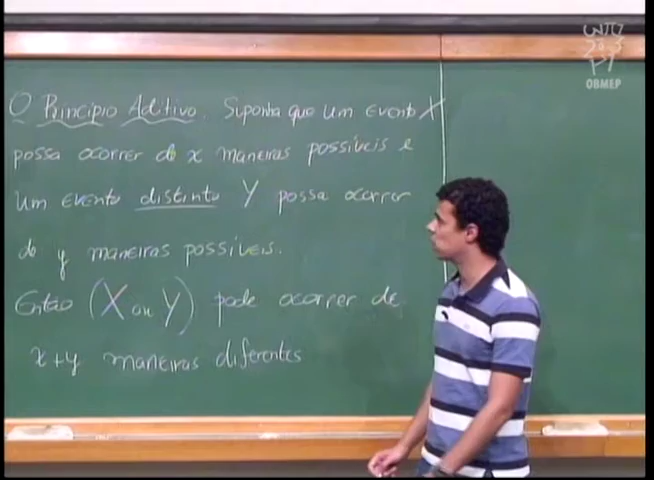 O Princípio Aditivo. Suponha que um evento X
possa ocorrer de x maneiras possíveis e
um evento distinto Y possa ocorrer
de y maneiras possíveis.
Então (X ou Y) pode ocorrer de
x+y maneiras diferentes
OBMEP